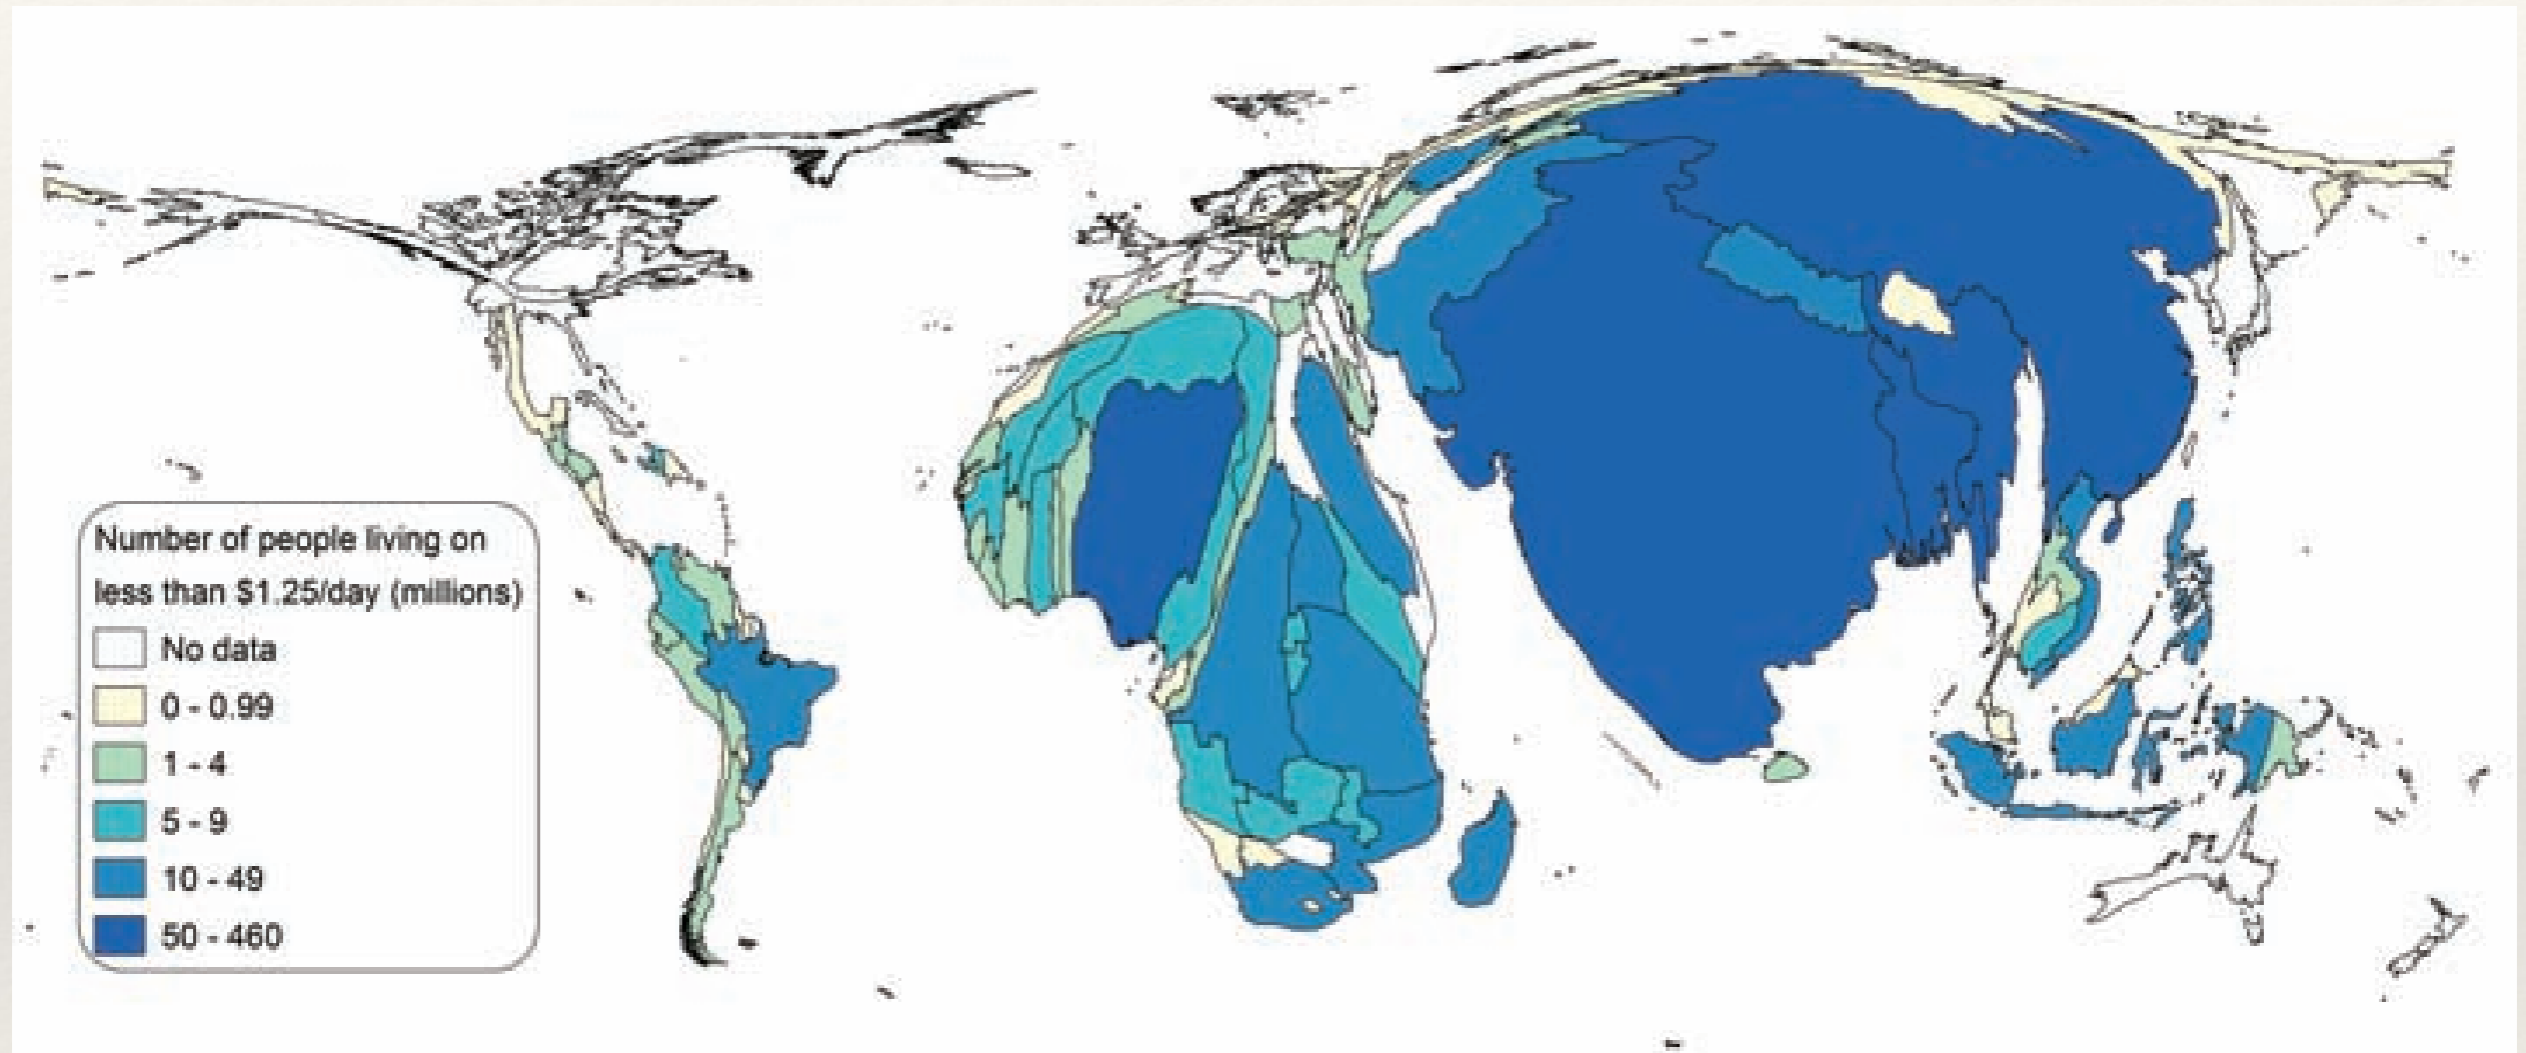 Number of people living on
less than $1.25/day (millions)
No data
0 - 0.99
1 - 4
5 - 9
10 - 49
50 - 460